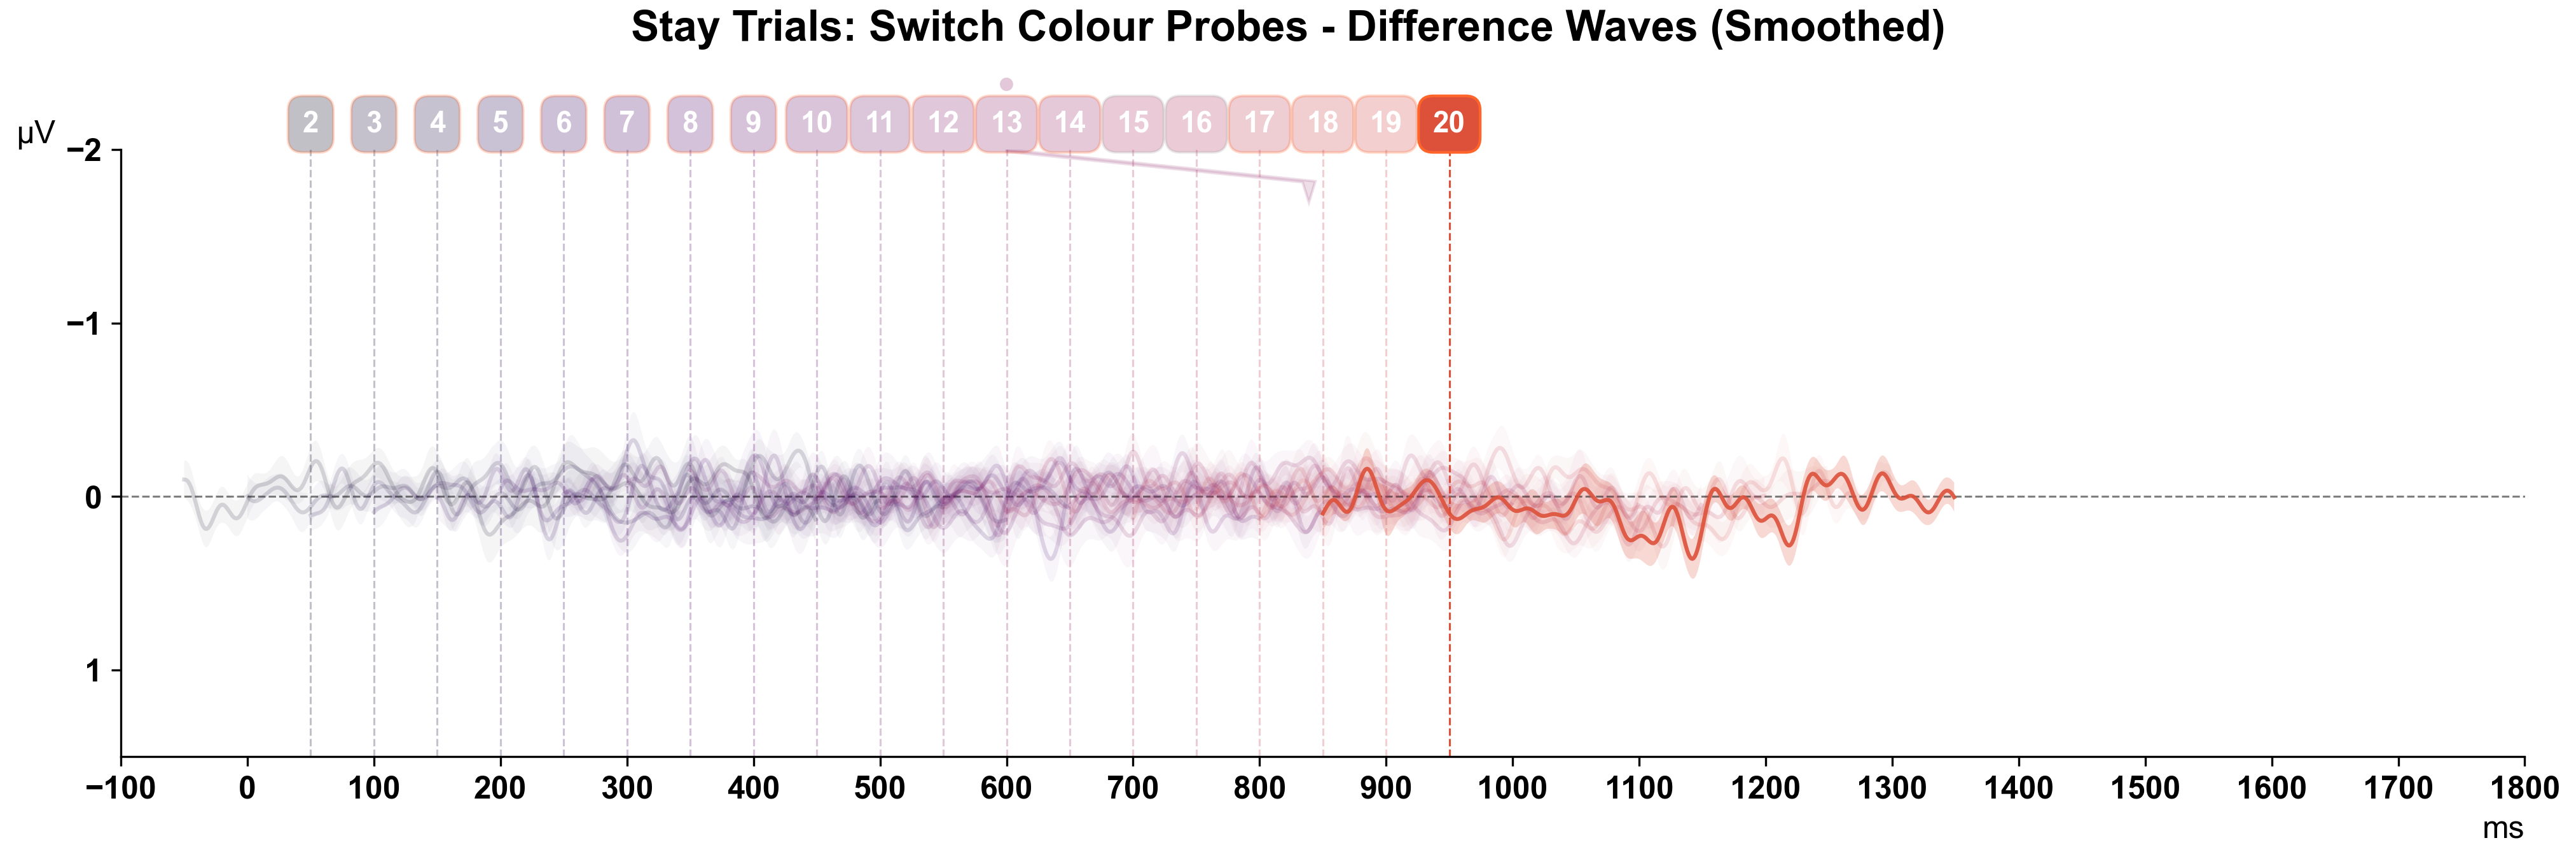 Stay Trials: Switch Colour Probes - Difference Waves (Smoothed)
2 3 4 5 6 7 8 9 10 11 12 13 14 15 16 17 18 19 20
µV
−2
−1
0
1
−100 0 100 200 300 400 500 600 700 800 900 1000 1100 1200 1300 1400 1500 1600 1700 1800
ms